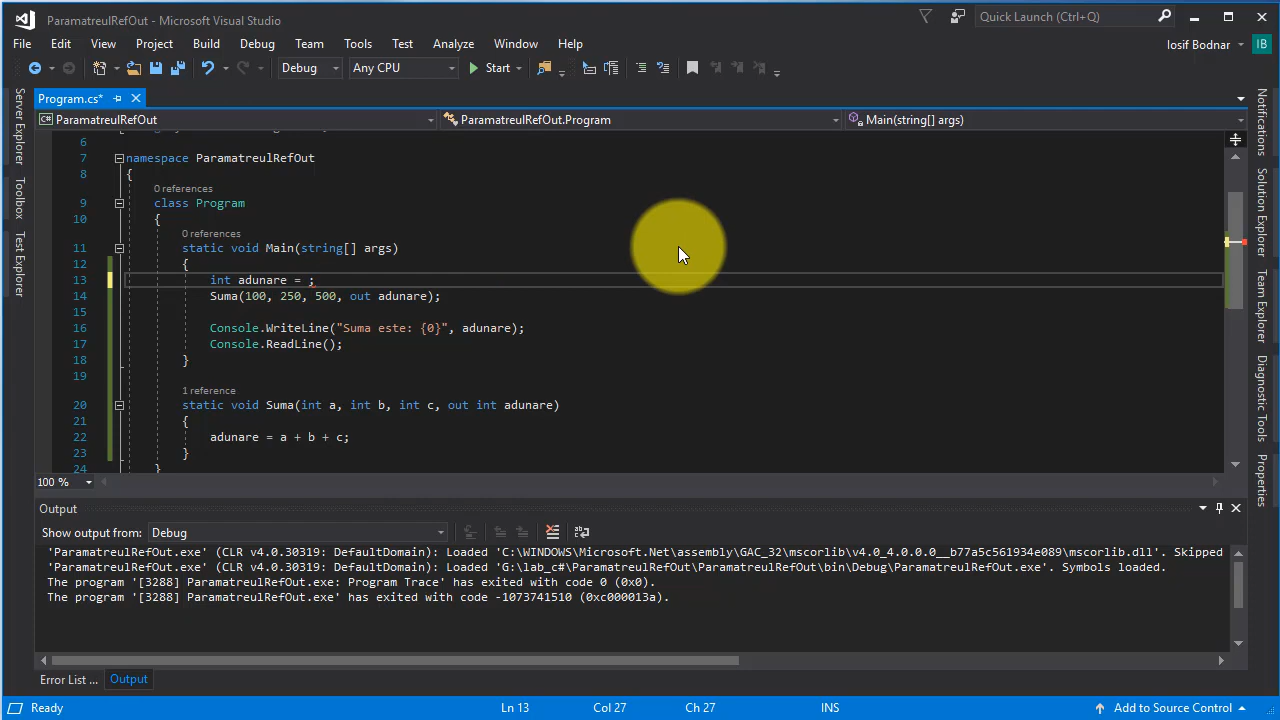 ParamatreulRefOut - Microsoft Visual Studio
Quick Launch (Ctrl+Q)
File Edit View Project Build Debug Team Tools Test Analyze Window Help
Iosif Bodnar IB
Debug Any CPU Start
Program.cs*
C# ParamatreulRefOut ParamatreulRefOut.Program Main(string[] args)
6
7 namespace ParamatreulRefOut
8 {
0 references
9 class Program
10 {
0 references
11 static void Main(string[] args)
12 {
13 int adunare = ;
14 Suma(100, 250, 500, out adunare);
15
16 Console.WriteLine("Suma este: {0}", adunare);
17 Console.ReadLine();
18 }
19
1 reference
20 static void Suma(int a, int b, int c, out int adunare)
21 {
22 adunare = a + b + c;
23 }
24 }
100 %
Server Explorer
Toolbox
Test Explorer
Notifications
Solution Explorer
Team Explorer
Diagnostic Tools
Properties
Output
Show output from: Debug
'ParamatreulRefOut.exe' (CLR v4.0.30319: DefaultDomain): Loaded 'C:\WINDOWS\Microsoft.Net\assembly\GAC_32\mscorlib\v4.0_4.0.0.0__b77a5c561934e089\mscorlib.dll'. Skipped
'ParamatreulRefOut.exe' (CLR v4.0.30319: DefaultDomain): Loaded 'G:\lab_c#\ParamatreulRefOut\ParamatreulRefOut\bin\Debug\ParamatreulRefOut.exe'. Symbols loaded.
The program '[3288] ParamatreulRefOut.exe: Program Trace' has exited with code 0 (0x0).
The program '[3288] ParamatreulRefOut.exe' has exited with code -1073741510 (0xc000013a).
Error List ... Output
Ready Ln 13 Col 27 Ch 27 INS Add to Source Control